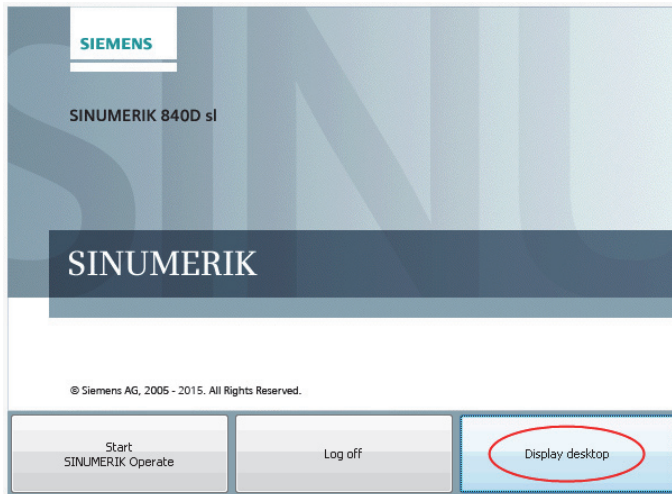 SIEMENS
SINUMERIK 840D sl
SINUMERIK
© Siemens AG, 2005 - 2015. All Rights Reserved.
Start
SINUMERIK Operate
Log off
Display desktop